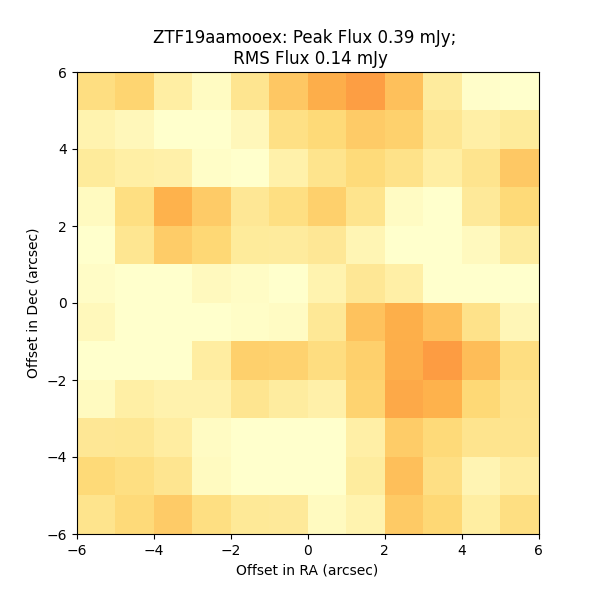 ZTF19aamooex: Peak Flux 0.39 mJy;
RMS Flux 0.14 mJy
6
4
2
0
−2
−4
−6
Offset in Dec (arcsec)
−6 −4 −2 0 2 4 6
Offset in RA (arcsec)